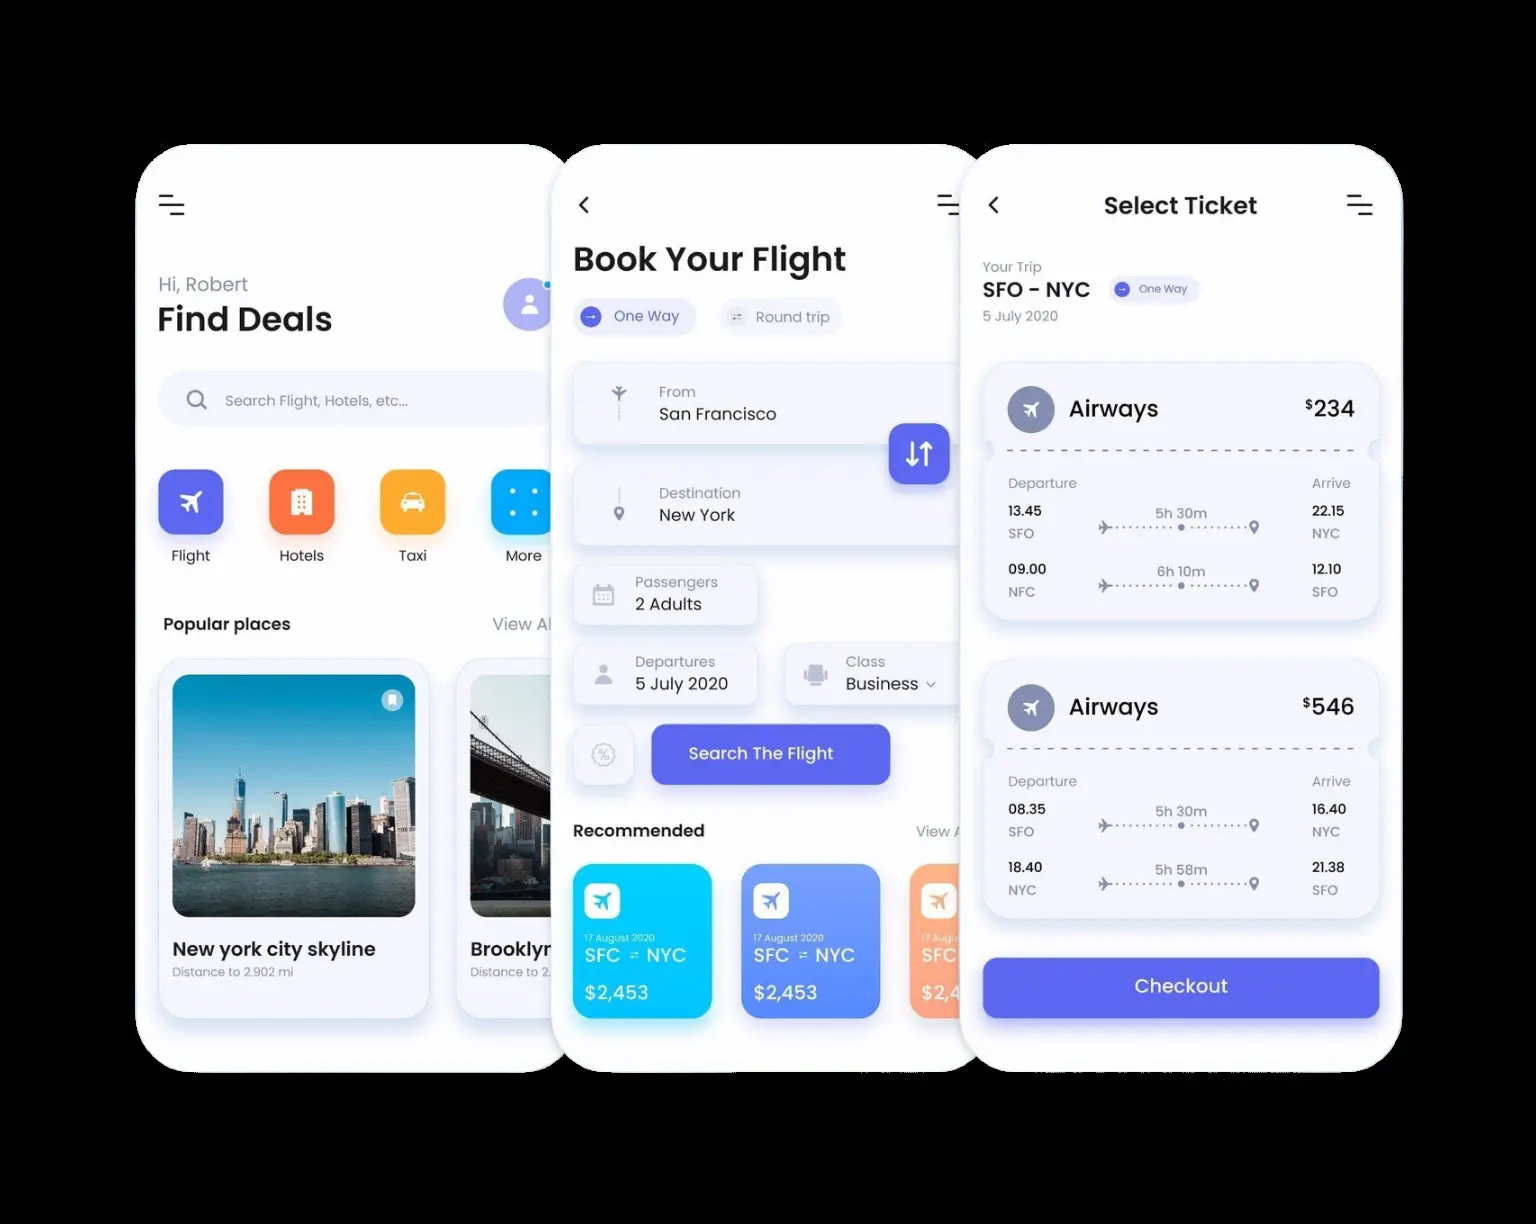 Hi, Robert
Find Deals
Search Flight, Hotels, etc...
Flight
Hotels
Taxi
More
Popular places
View Al
New york city skyline
Distance to 2.902 mi
Brooklyn
Distance to 2.
Book Your Flight
One Way
Round trip
From
San Francisco
Destination
New York
Passengers
2 Adults
Departures
5 July 2020
Class
Business
%
Search The Flight
Recommended
View A
17 August 2020
SFC ⇌ NYC
$2,453
17 August 2020
SFC ⇌ NYC
$2,453
17 Augu
SFC
$2,4
Select Ticket
Your Trip
SFO - NYC
One Way
5 July 2020
Airways
$234
Departure
Arrive
13.45
5h 30m
22.15
SFO
NYC
09.00
6h 10m
12.10
NFC
SFO
Airways
$546
Departure
Arrive
08.35
5h 30m
16.40
SFO
NYC
18.40
5h 58m
21.38
NYC
SFO
Checkout